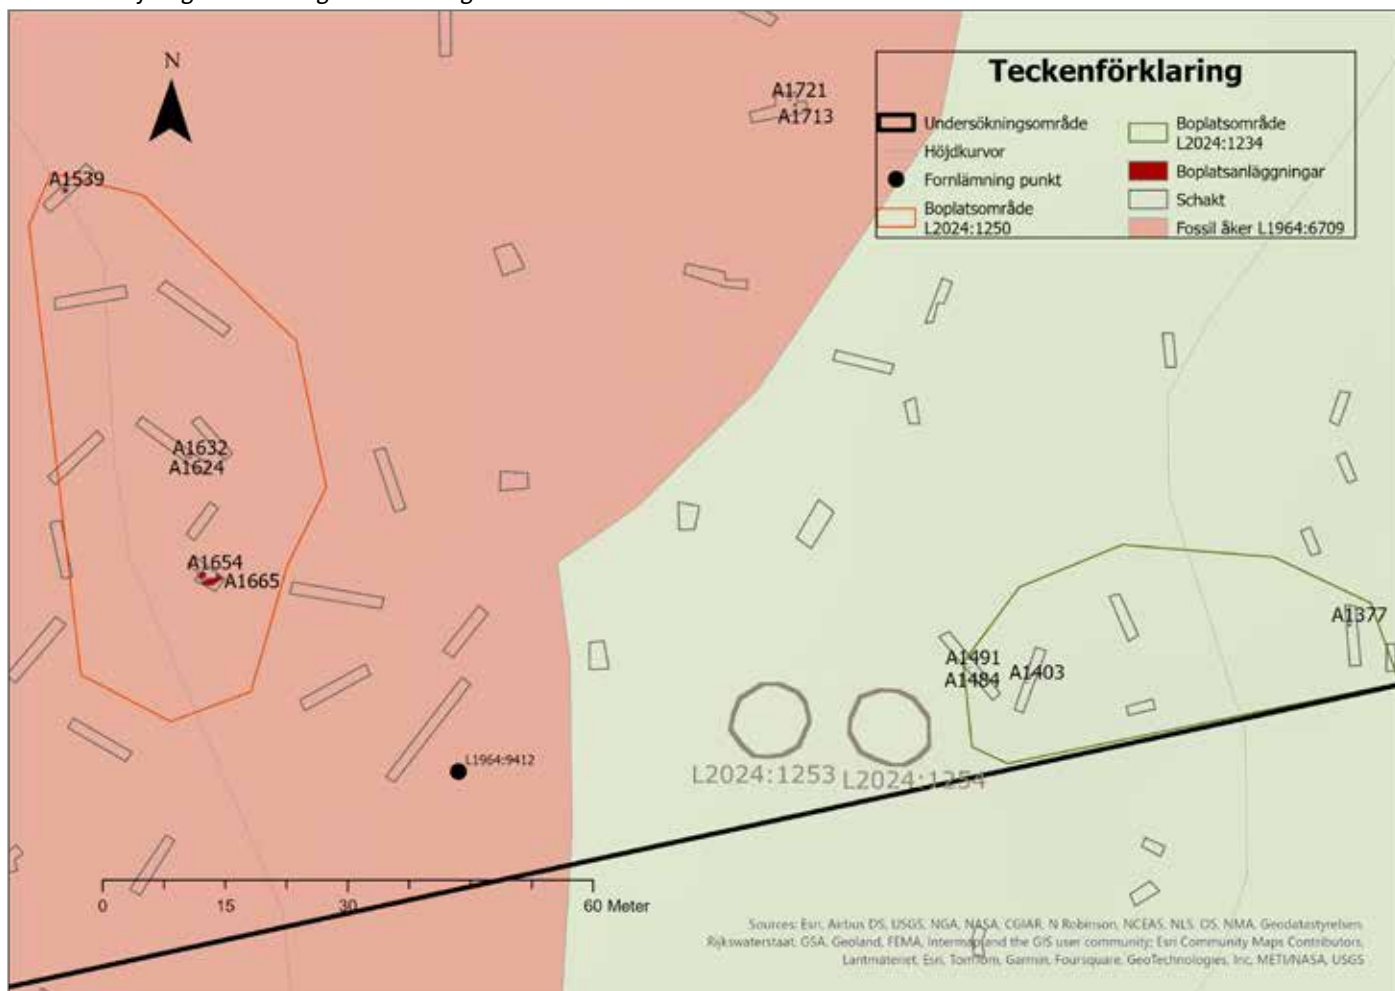 N
A1721
A1713
Teckenförklaring
Undersökningsområde
Höjdkurvor
Fornlämning punkt
Boplatsområde
L2024:1250
Boplatsområde
L2024:1234
Boplatsanläggningar
Schakt
Fossil åker L1964:6709
A1539
A1632
A1624
A1654
A1665
A1377
A1491
A1484
A1403
L1964:9412
L2024:1253
L2024:1254
0 15 30 60 Meter
Sources: Esri, Airbus DS, USGS, NGA, NASA, CGIAR, N Robinson, NCEAS, NLS, OS, NMA, Geodatastyrelsen,
Rijkswaterstaat, GSA, Geoland, FEMA, Intermap and the GIS user community; Esri Community Maps Contributors,
Lantmäteriet, Esri, TomTom, Garmin, Foursquare, GeoTechnologies, Inc, METI/NASA, USGS